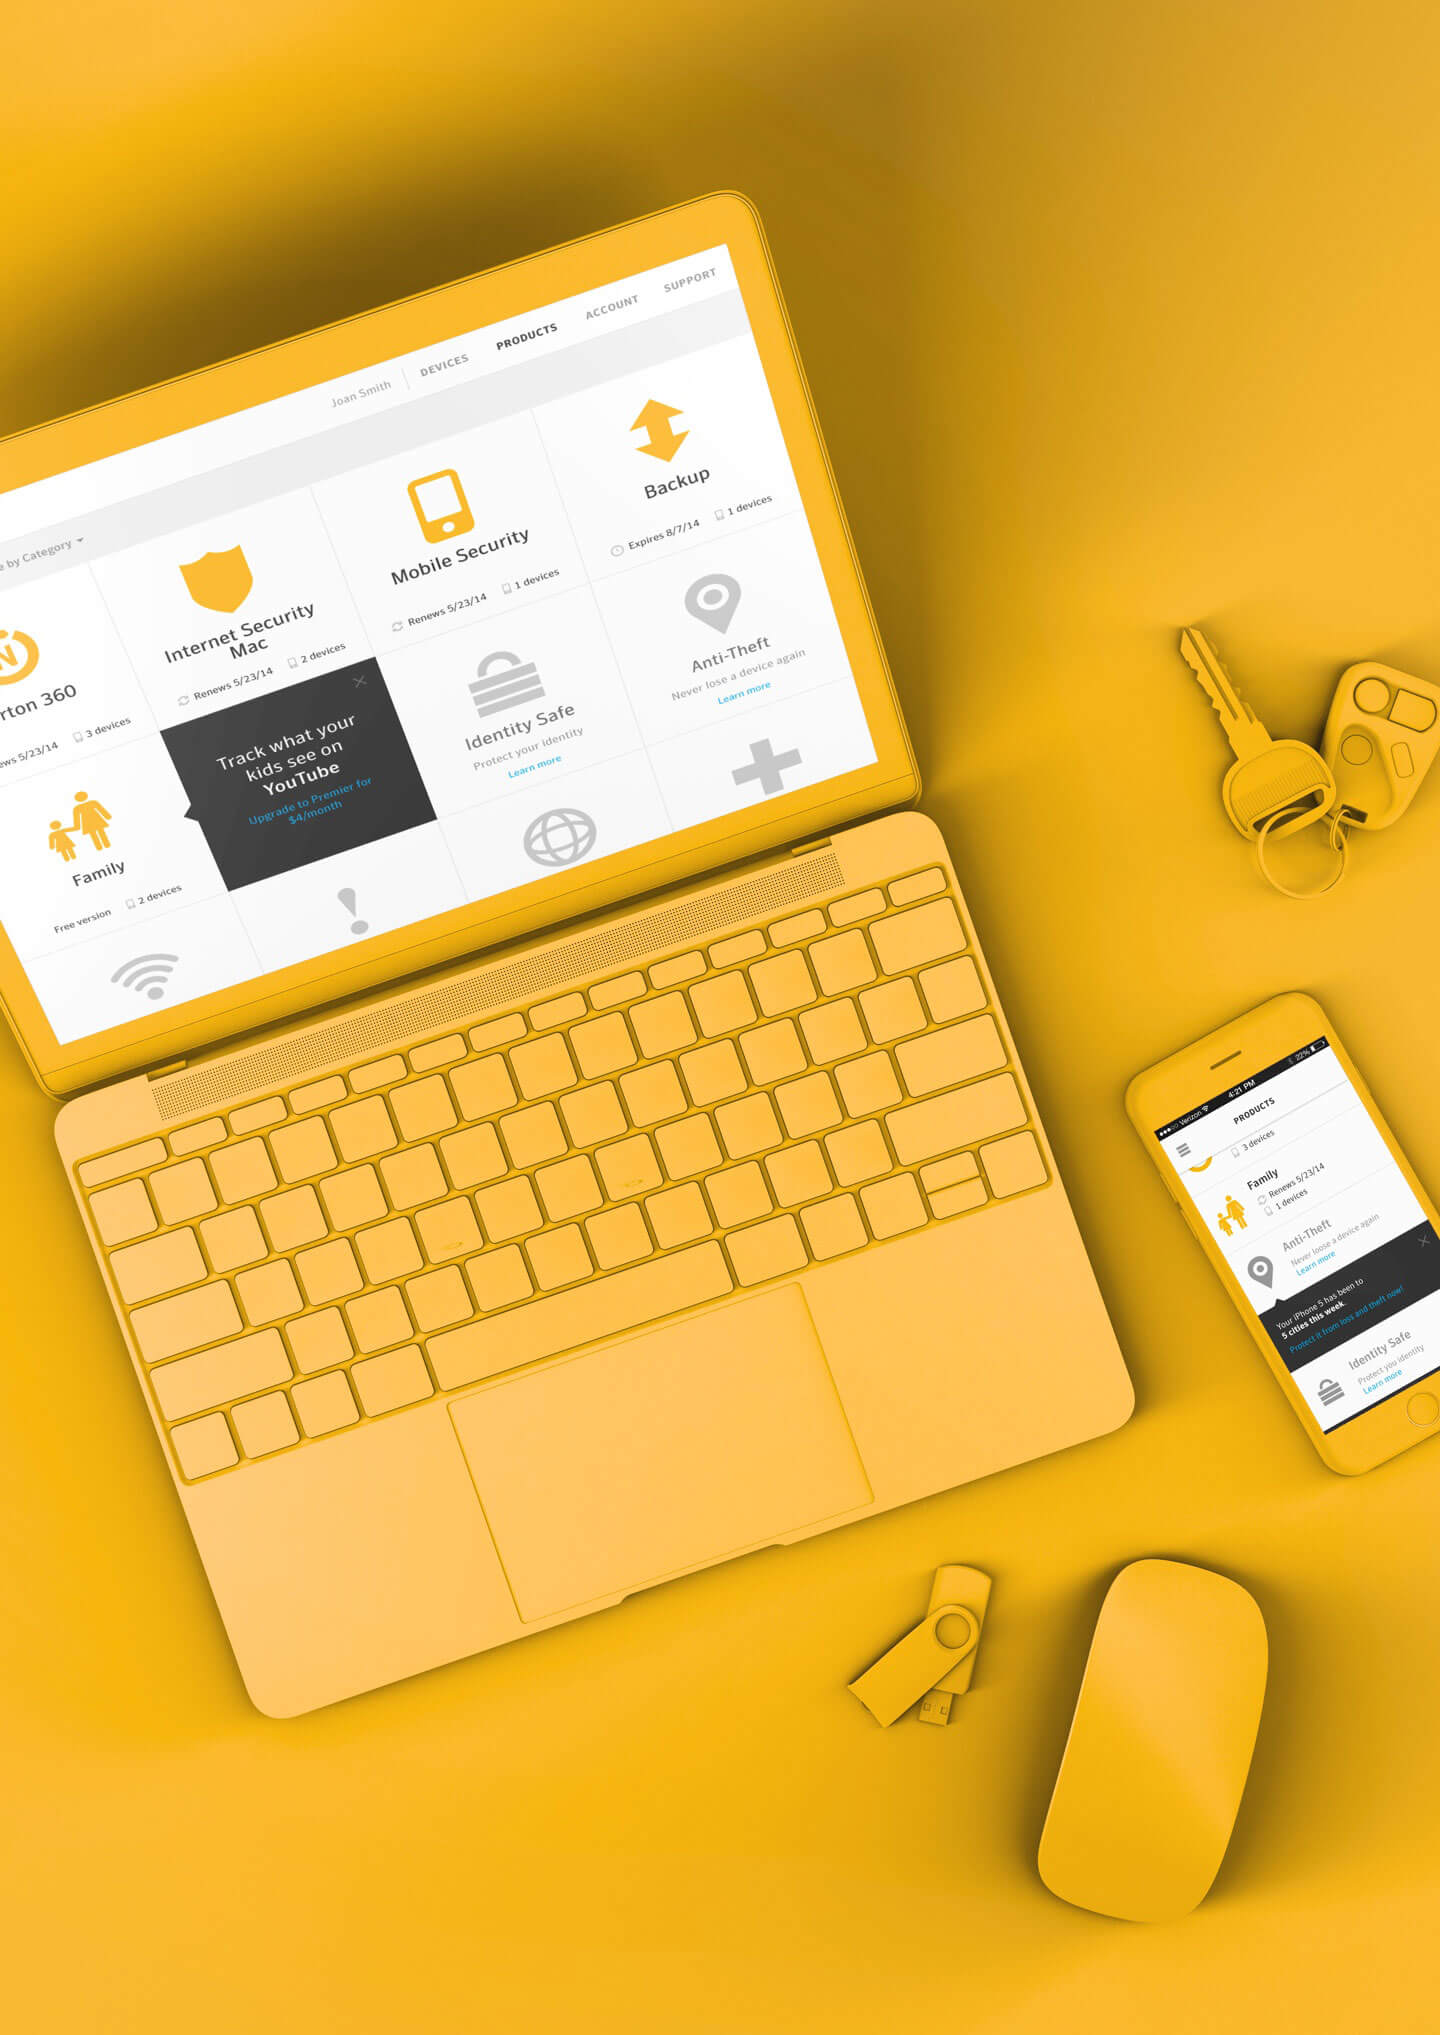 Joan Smith
DEVICES
PRODUCTS
ACCOUNT
SUPPORT
by Category
N
360
5/23/14
3 devices
Internet Security
Mac
Renews 5/23/14
2 devices
Mobile Security
Renews 5/23/14
1 devices
Backup
Expires 8/7/14
1 devices
Family
Free version
2 devices
Track what your
kids see on
YouTube
Upgrade to Premier for
$4/month
Identity Safe
Protect your identity
Learn more
Anti-Theft
Never lose a device again
Learn more
Verizon
4:21 PM
22%
PRODUCTS
3 devices
Family
Renews 5/23/14
1 devices
Anti-Theft
Never loose a device again
Learn more
Your iPhone 5 has been to
5 cities this week.
Protect it from loss and theft now!
Identity Safe
Protect you identity
Learn more